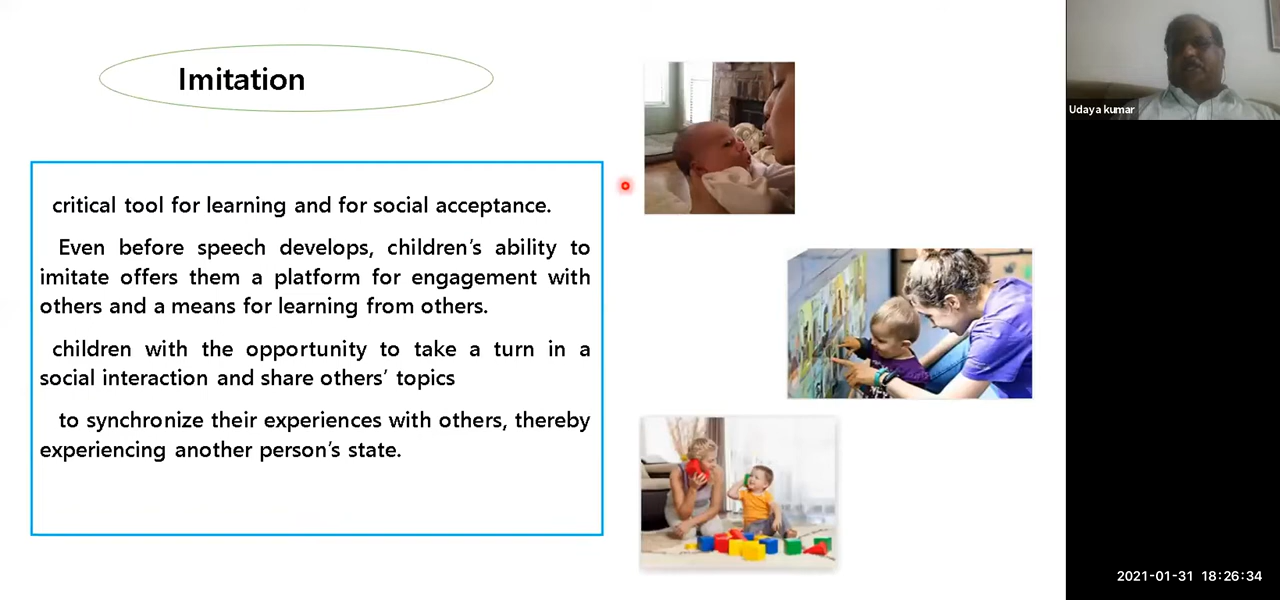 Imitation
critical tool for learning and for social acceptance.
Even before speech develops, children's ability to
imitate offers them a platform for engagement with
others and a means for learning from others.
children with the opportunity to take a turn in a
social interaction and share others' topics
to synchronize their experiences with others, thereby
experiencing another person's state.
Udaya kumar
2021-01-31 18:26:34